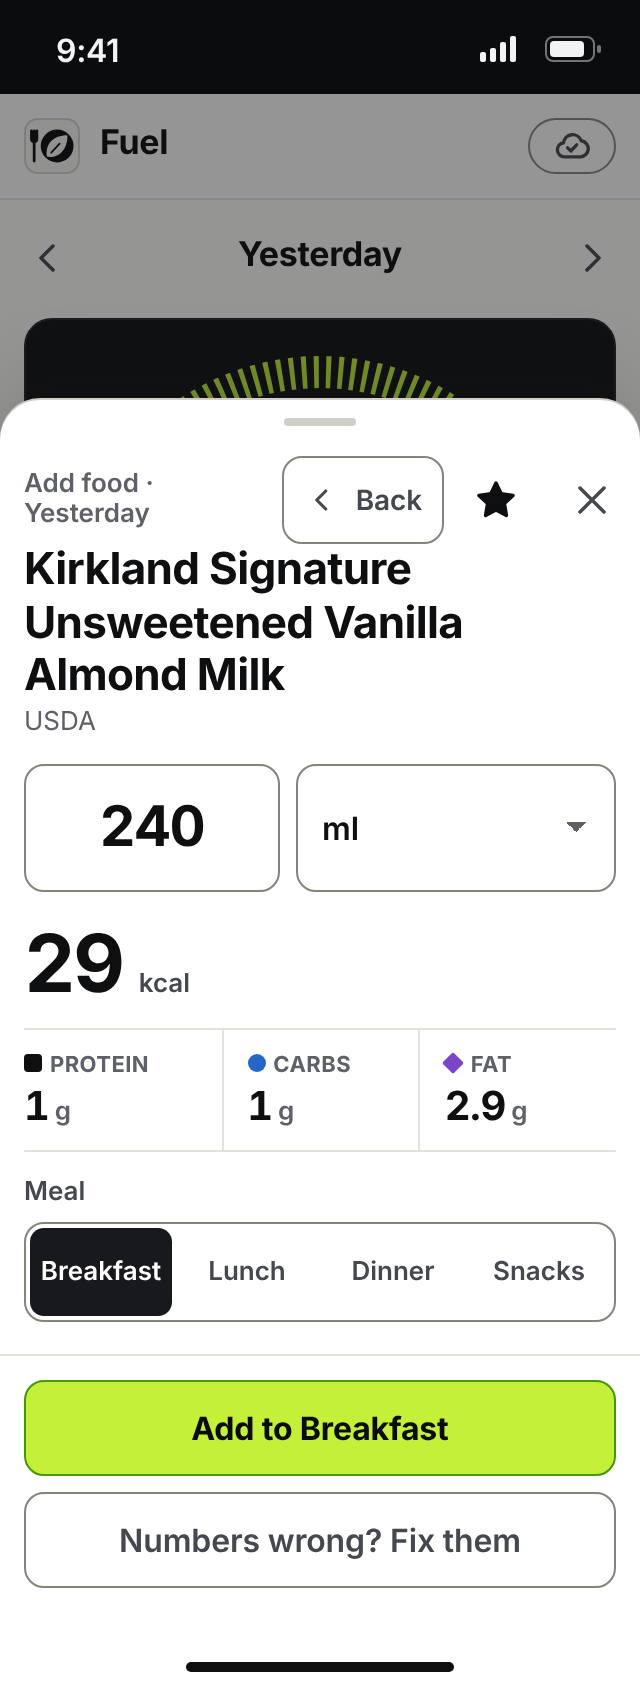 9:41
Fuel
Yesterday
Add food ·
Yesterday
Back
Kirkland Signature
Unsweetened Vanilla
Almond Milk
USDA
240
ml
29 kcal
PROTEIN
1 g
CARBS
1 g
FAT
2.9 g
Meal
Breakfast
Lunch
Dinner
Snacks
Add to Breakfast
Numbers wrong? Fix them